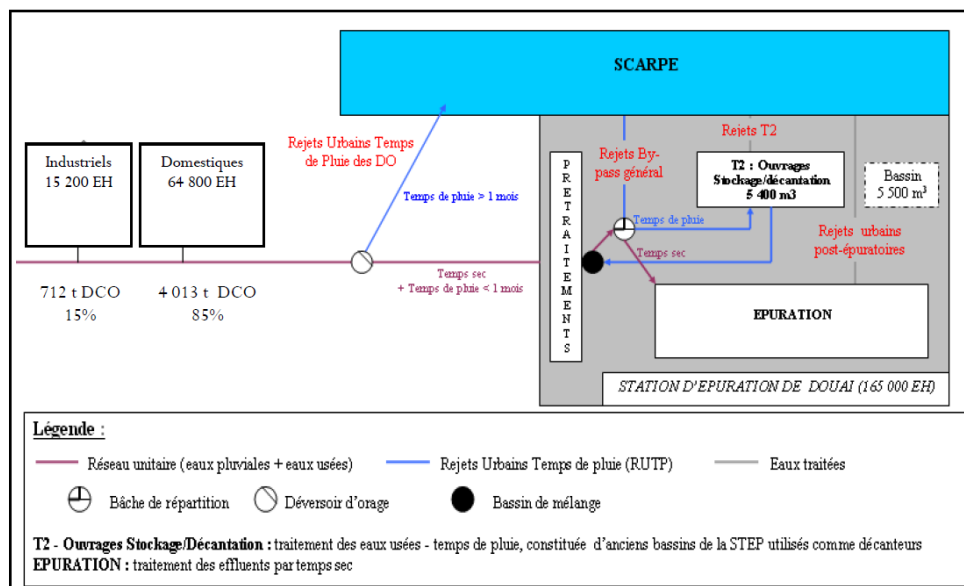 SCARPE
Rejets Urbains Temps
de Pluie des DO
Industriels
15 200 EH
Domestiques
64 800 EH
Temps de pluie > 1 mois
PRETRAITEMENTS
Rejets By-
pass général
Rejets T2
T2 : Ouvrages
Stockage/décantation
5 400 m3
Bassin
5 500 m³
Temps de pluie
Rejets urbains
post-épuratoires
Temps sec
Temps sec
+ Temps de pluie < 1 mois
712 t DCO
15%
4 013 t DCO
85%
EPURATION
STATION D'EPURATION DE DOUAI (165 000 EH)
Légende :
Réseau unitaire (eaux pluviales + eaux usées)
Rejets Urbains Temps de pluie (RUTP)
Eaux traitées
Bâche de répartition
Déversoir d'orage
Bassin de mélange
T2 - Ouvrages Stockage/Décantation : traitement des eaux usées - temps de pluie, constituée d'anciens bassins de la STEP utilisés comme décanteurs
EPURATION : traitement des effluents par temps sec